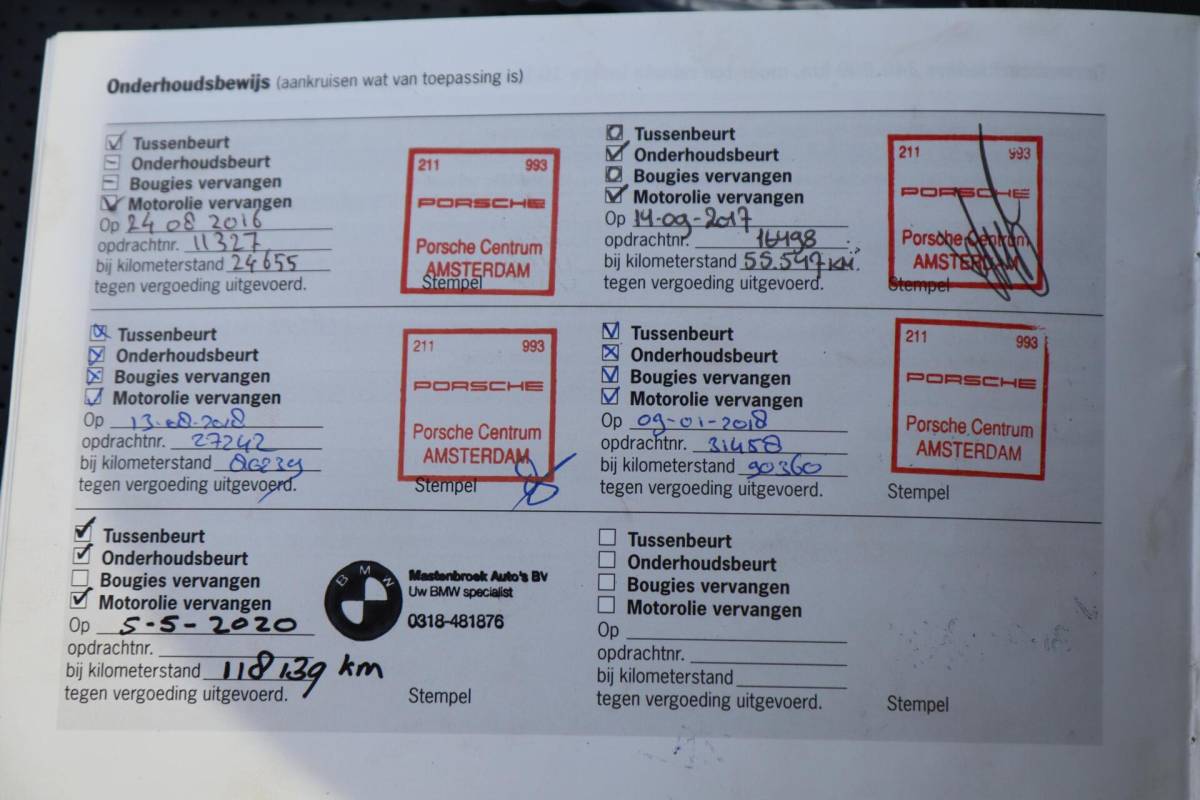 Onderhoudsbewijs (aankruisen wat van toepassing is)
Tussenbeurt
Onderhoudsbeurt
Bougies vervangen
Motorolie vervangen
Op 24 08 2016
opdrachtnr. 11327
bij kilometerstand 24655
tegen vergoeding uitgevoerd.
211 993
PORSCHE
Porsche Centrum
AMSTERDAM
Stempel
Tussenbeurt
Onderhoudsbeurt
Bougies vervangen
Motorolie vervangen
Op 14-09-2017
opdrachtnr. 16498
bij kilometerstand 55.547 KM.
tegen vergoeding uitgevoerd.
211 993
PORSCHE
Porsche Centrum
AMSTERDAM
Stempel
Tussenbeurt
Onderhoudsbeurt
Bougies vervangen
Motorolie vervangen
Op 13-08-2018
opdrachtnr. 27242
bij kilometerstand
tegen vergoeding uitgevoerd.
211 993
PORSCHE
Porsche Centrum
AMSTERDAM
Stempel
Tussenbeurt
Onderhoudsbeurt
Bougies vervangen
Motorolie vervangen
Op 09-01-2018
opdrachtnr. 31458
bij kilometerstand 90360
tegen vergoeding uitgevoerd.
211 993
PORSCHE
Porsche Centrum
AMSTERDAM
Stempel
Tussenbeurt
Onderhoudsbeurt
Bougies vervangen
Motorolie vervangen
Op 5-5-2020
opdrachtnr.
bij kilometerstand 118139 km
tegen vergoeding uitgevoerd.
BMW
Mastenbroek Auto's BV
Uw BMW specialist
0318-481876
Stempel
Tussenbeurt
Onderhoudsbeurt
Bougies vervangen
Motorolie vervangen
Op
opdrachtnr.
bij kilometerstand
tegen vergoeding uitgevoerd.
Stempel